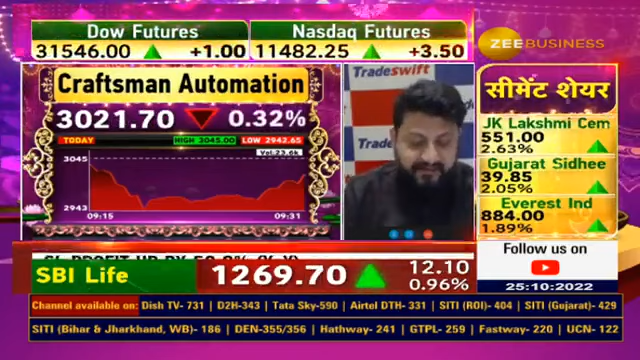 Dow Futures
31546.00 +1.00
Nasdaq Futures
11482.25 +3.50
ZEE BUSINESS
Craftsman Automation
3021.70 0.32%
TODAY HIGH 3045.00 LOW 2942.65
Vol:23.6k
3045
2943
09:15 09:31
Tradeswift
Trade
सीमेंट शेयर
JK Lakshmi Cem
551.00
2.63%
Gujarat Sidhee
39.85
2.05%
Everest Ind
884.00
1.89%
SBI Life
1269.70
12.10
0.96%
Follow us on
25:10:2022
Channel available on: Dish TV- 731 | D2H-343 | Tata Sky-590 | Airtel DTH- 331 | SITI (ROI)- 404 | SITI (Gujarat)- 429
SITI (Bihar & Jharkhand, WB)- 186 | DEN-355/356 | Hathway- 241 | GTPL- 259 | Fastway- 220 | UCN- 122